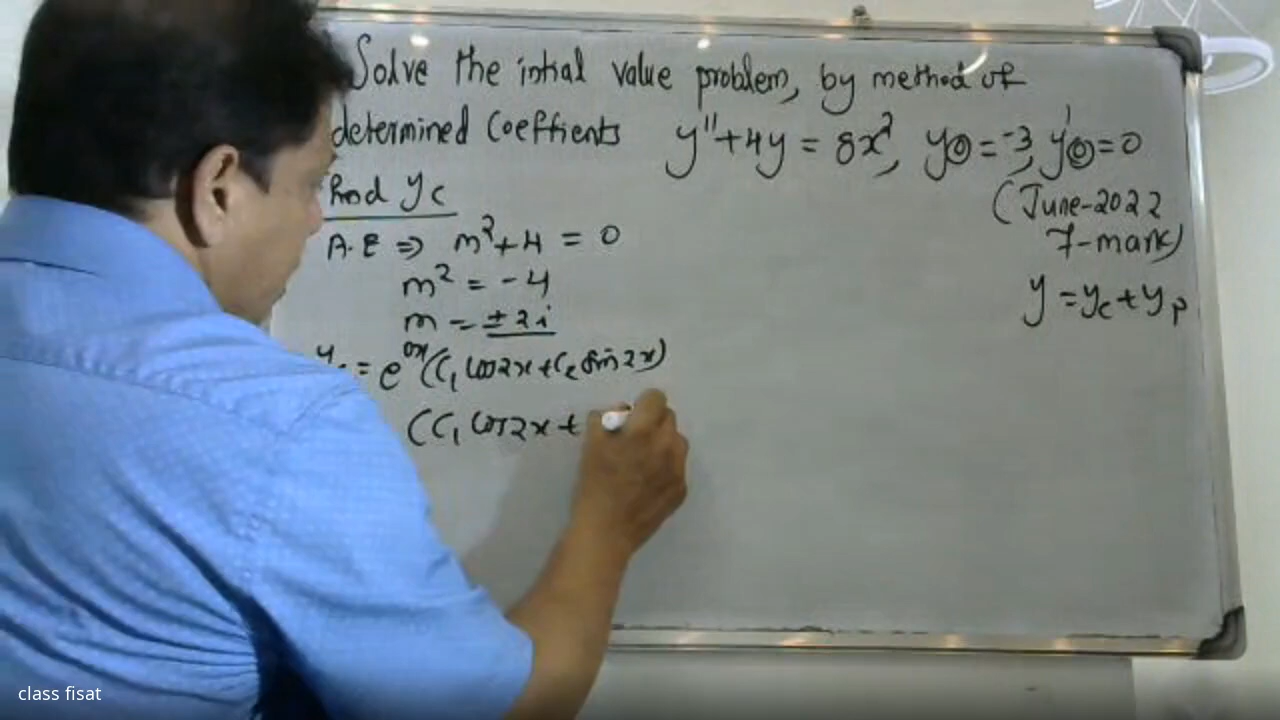 Solve the intial value problem, by method of
determined Coeffients y''+4y = 8x², y(0)=-3, y'(0)=0
find yc
(June-2022
7-mark)
A.E ⇒ m²+4 = 0
m² = -4
y = yc+yp
m = ±2i
yc = e^0x(C₁ cos2x+C₂ sin2x)
(C₁ cos2x +
class fisat